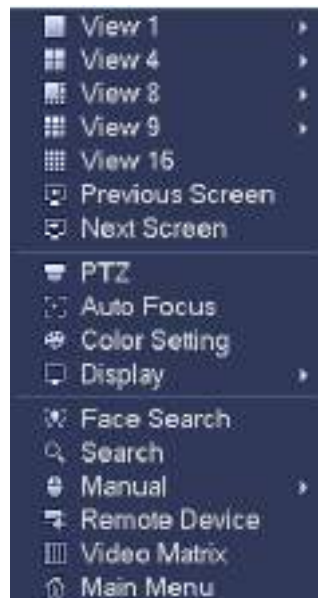 View 1
View 4
View 8
View 9
View 16
Previous Screen
Next Screen
PTZ
Auto Focus
Color Setting
Display
Face Search
Search
Manual
Remote Device
Video Matrix
Main Menu